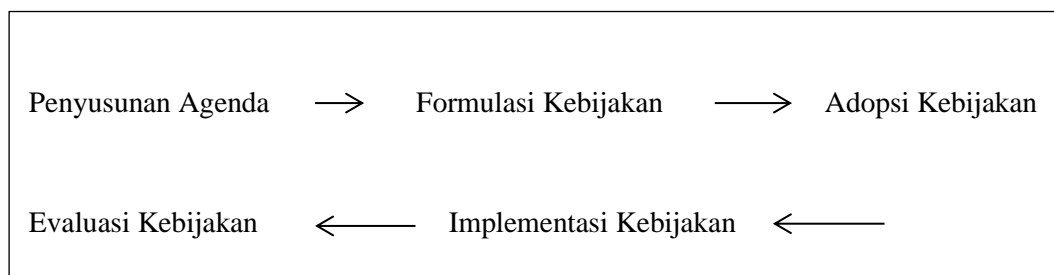 Penyusunan Agenda Formulasi Kebijakan Adopsi Kebijakan
Evaluasi Kebijakan Implementasi Kebijakan